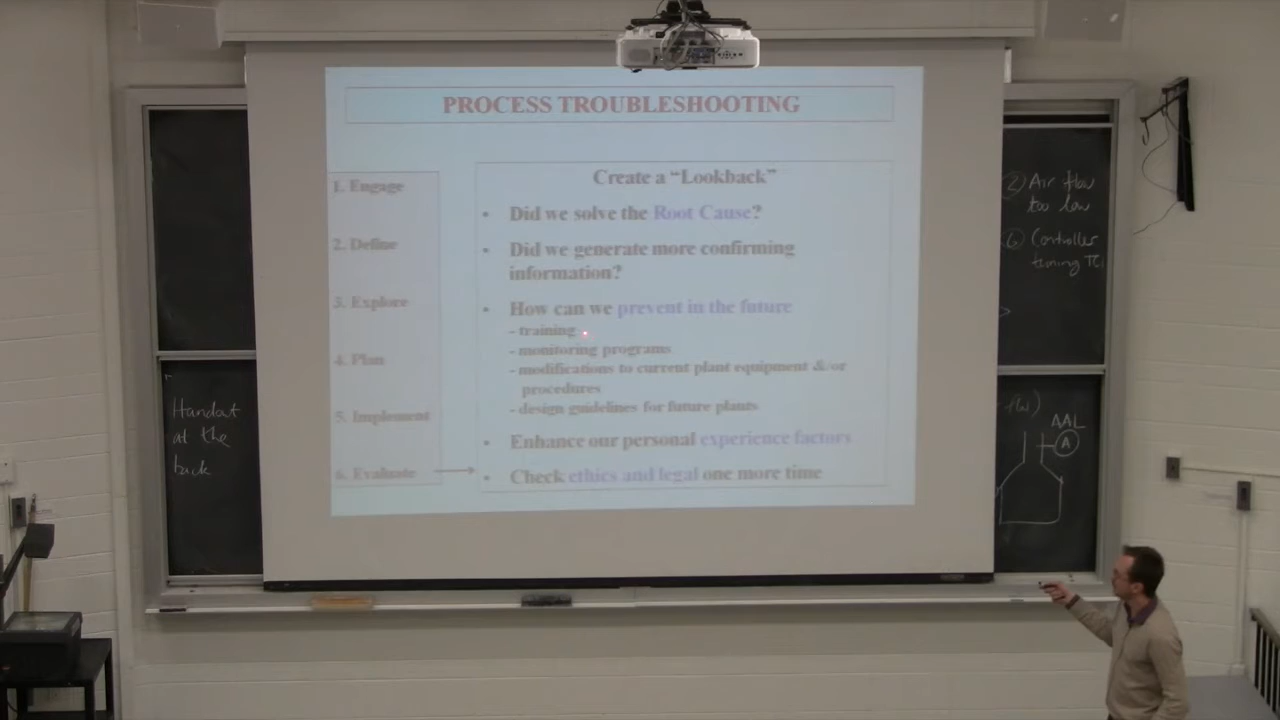 PROCESS TROUBLESHOOTING
1. Engage
2. Define
3. Explore
4. Plan
5. Implement
6. Evaluate
Create a “Lookback”
• Did we solve the Root Cause?
• Did we generate more confirming
information?
• How can we prevent in the future
- training
- monitoring programs
- modifications to current plant equipment &/or
procedures
- design guidelines for future plants
• Enhance our personal experience factors
• Check ethics and legal one more time
Handout
at the
back
② Air flow
too low
⑥ Controller
tuning TC
AAL
A